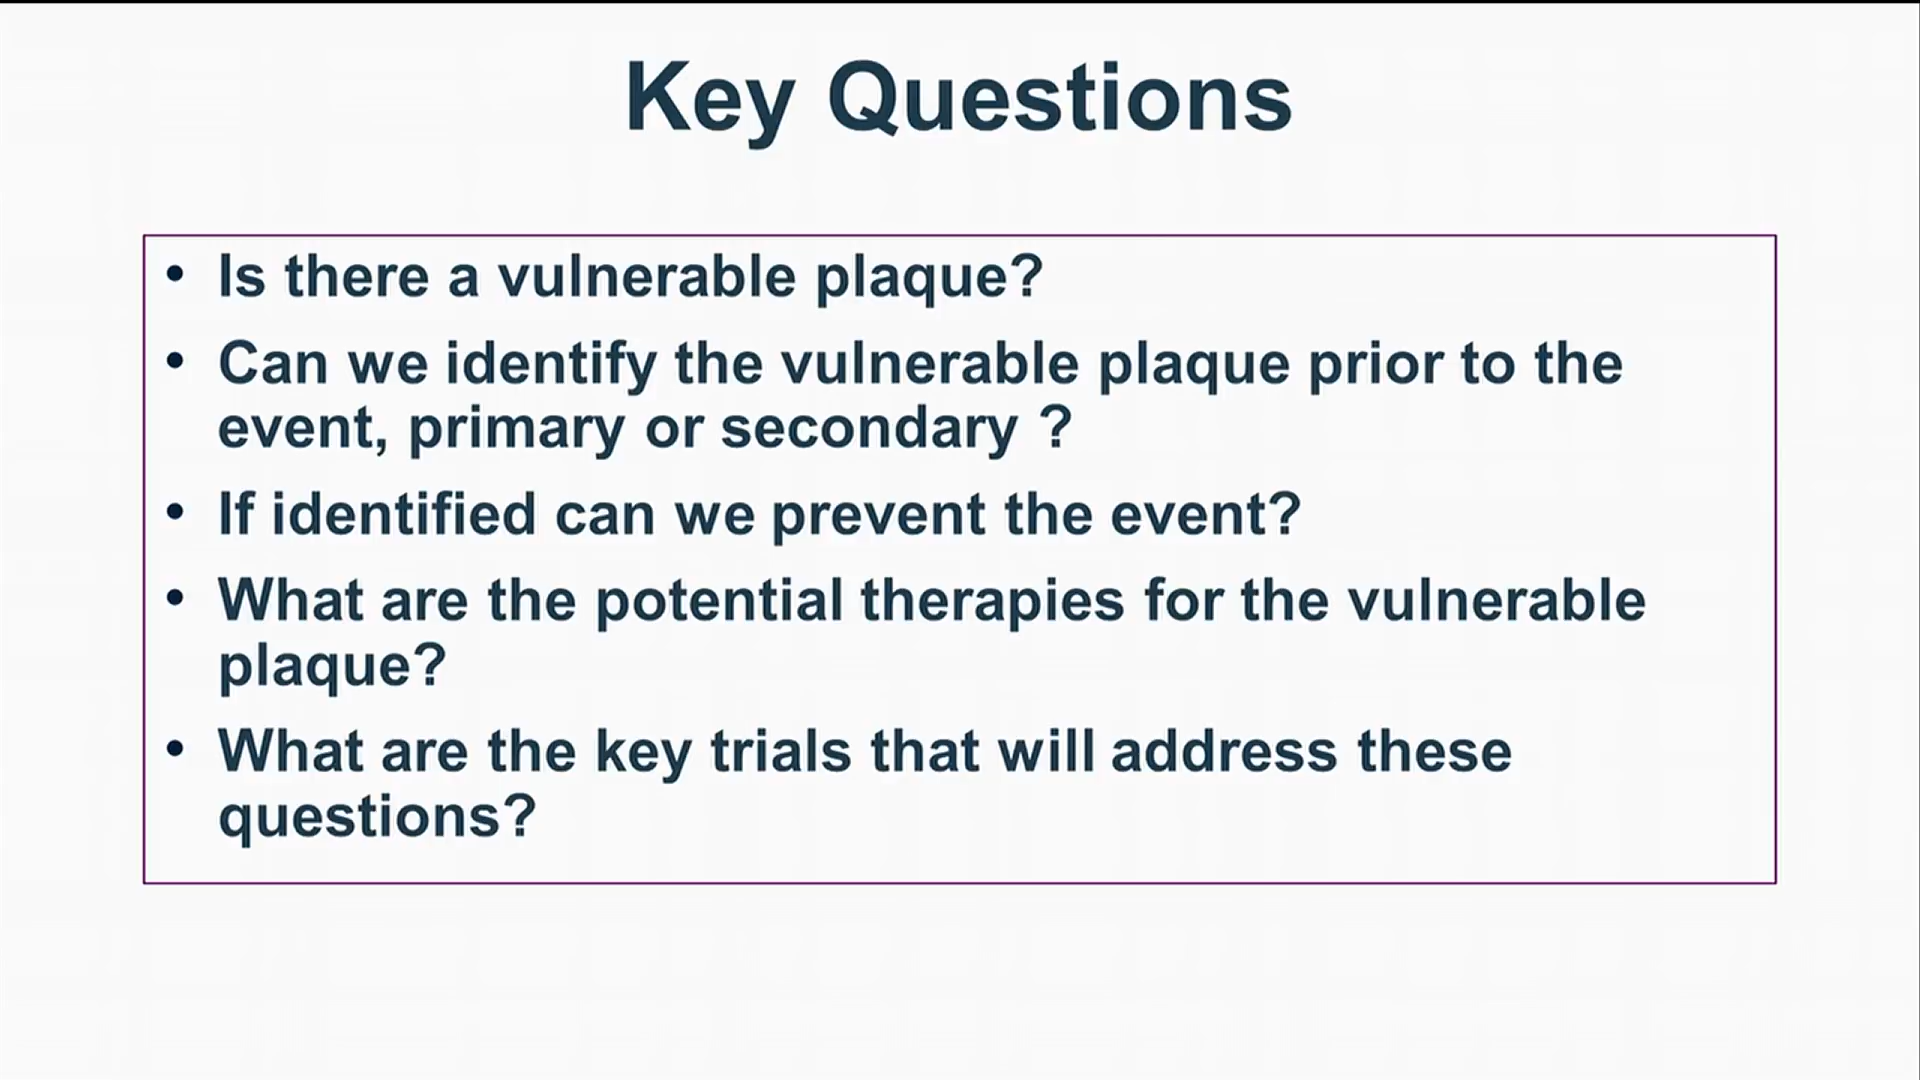 Key Questions
• Is there a vulnerable plaque?
• Can we identify the vulnerable plaque prior to the
event, primary or secondary ?
• If identified can we prevent the event?
• What are the potential therapies for the vulnerable
plaque?
• What are the key trials that will address these
questions?